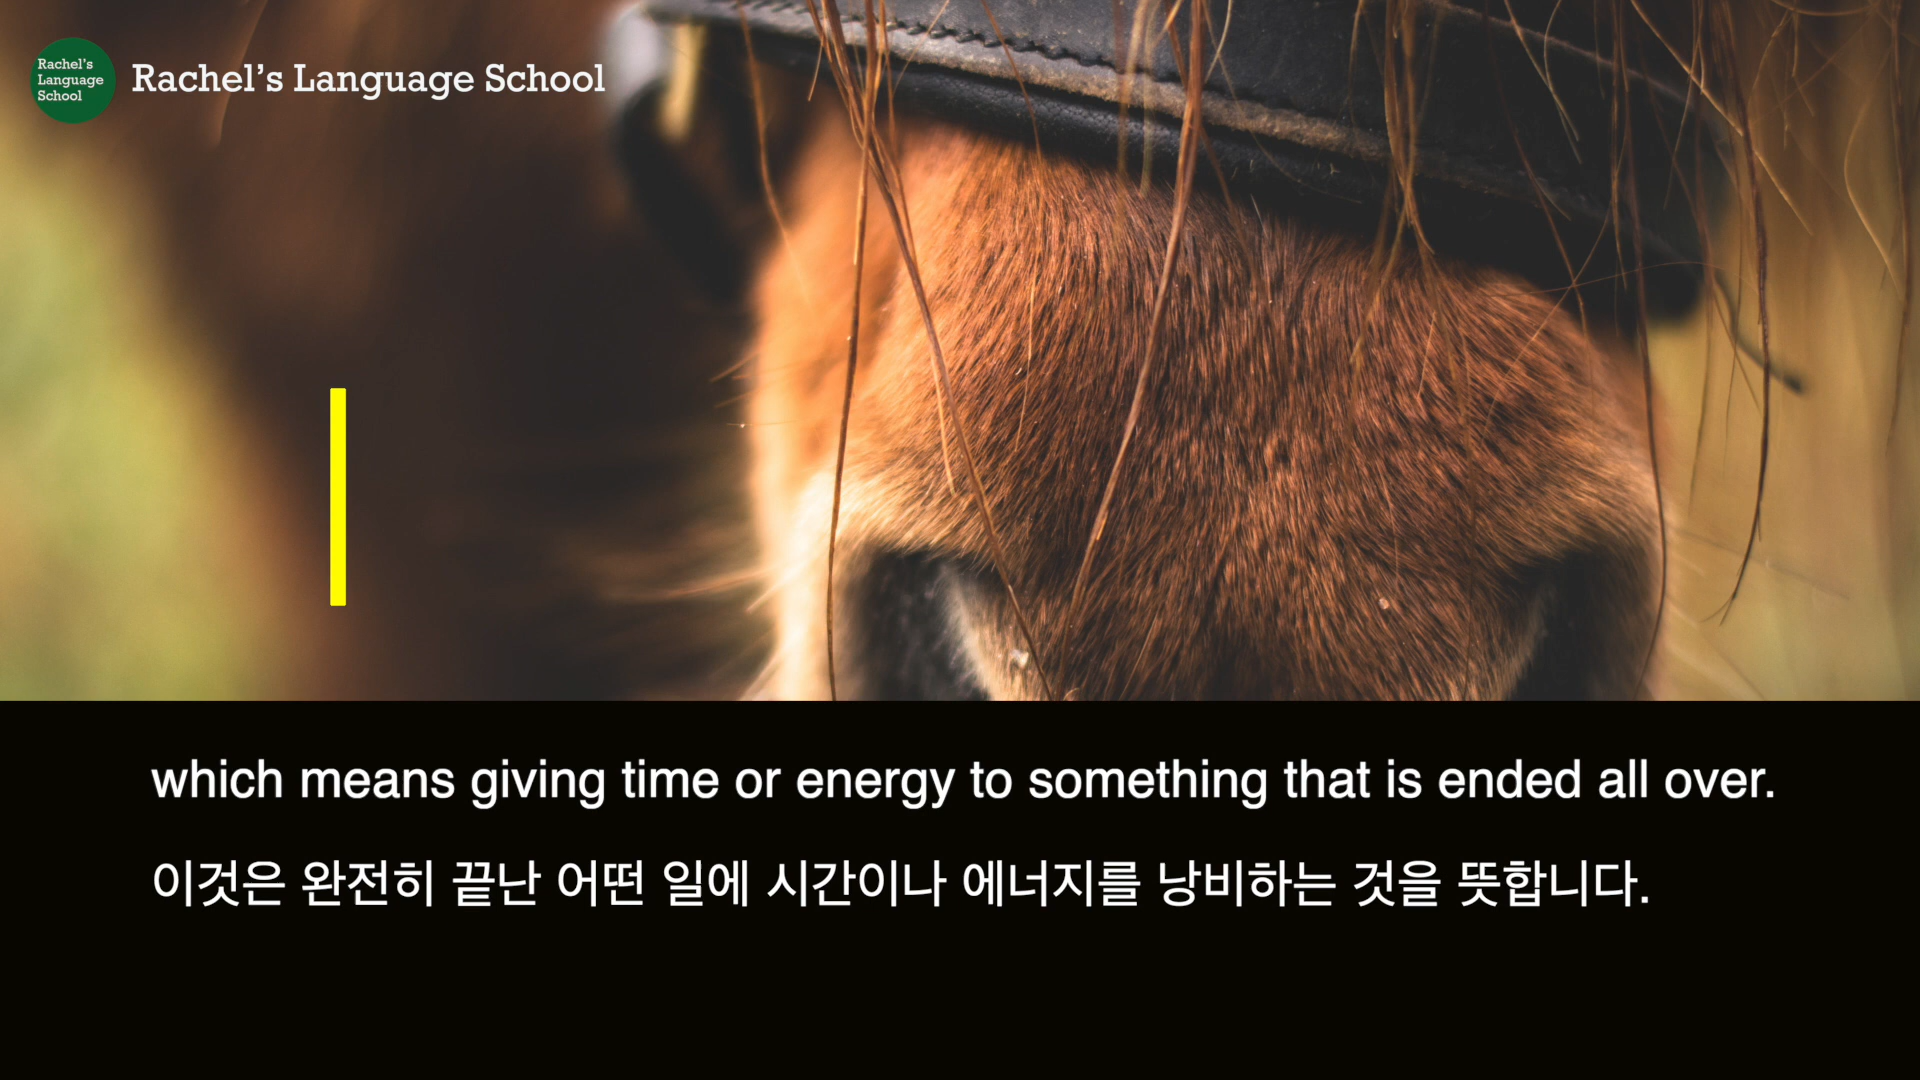 Rachel's
Language
School
Rachel's Language School
which means giving time or energy to something that is ended all over.
이것은 완전히 끝난 어떤 일에 시간이나 에너지를 낭비하는 것을 뜻합니다.